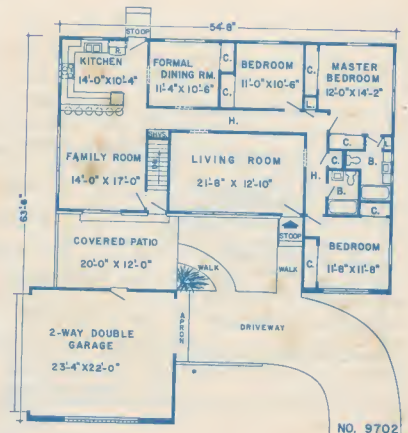 54'-8"
STOOP
KITCHEN
14'-0"X10'-4"
R.
FORMAL
DINING RM.
11'-4"X10'-6"
C.
C.
BEDROOM
11'-0"X10'-6"
C.
L.
MASTER
BEDROOM
12'-0"X14'-2"
H.
SHVS.
FAMILY ROOM
14'-0"X17'-0"
LIVING ROOM
21'-8" X 12'-10"
C.
C.
L.
B.
H.
B.
C.
63'-6"
COVERED PATIO
20'-0" X 12'-0"
WALK
STOOP
WALK
C.
BEDROOM
11'-8"X11'-8"
2-WAY DOUBLE
GARAGE
23'-4"X22'-0"
APRON
DRIVEWAY
NO. 9702